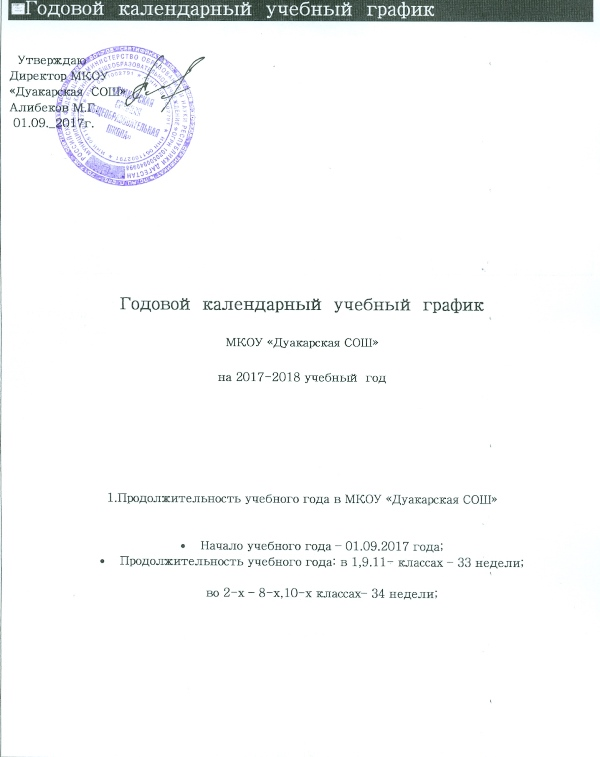 Годовой календарный учебный график
Утверждаю
Директор МКОУ
«Дуакарская СОШ»
Алибеков М.Г.
01.09._2017г.
Годовой календарный учебный график
МКОУ «Дуакарская СОШ»
на 2017-2018 учебный год
1.Продолжительность учебного года в МКОУ «Дуакарская СОШ»
• Начало учебного года – 01.09.2017 года;
• Продолжительность учебного года: в 1,9.11- классах – 33 недели;
во 2-х – 8-х,10-х классах– 34 недели;